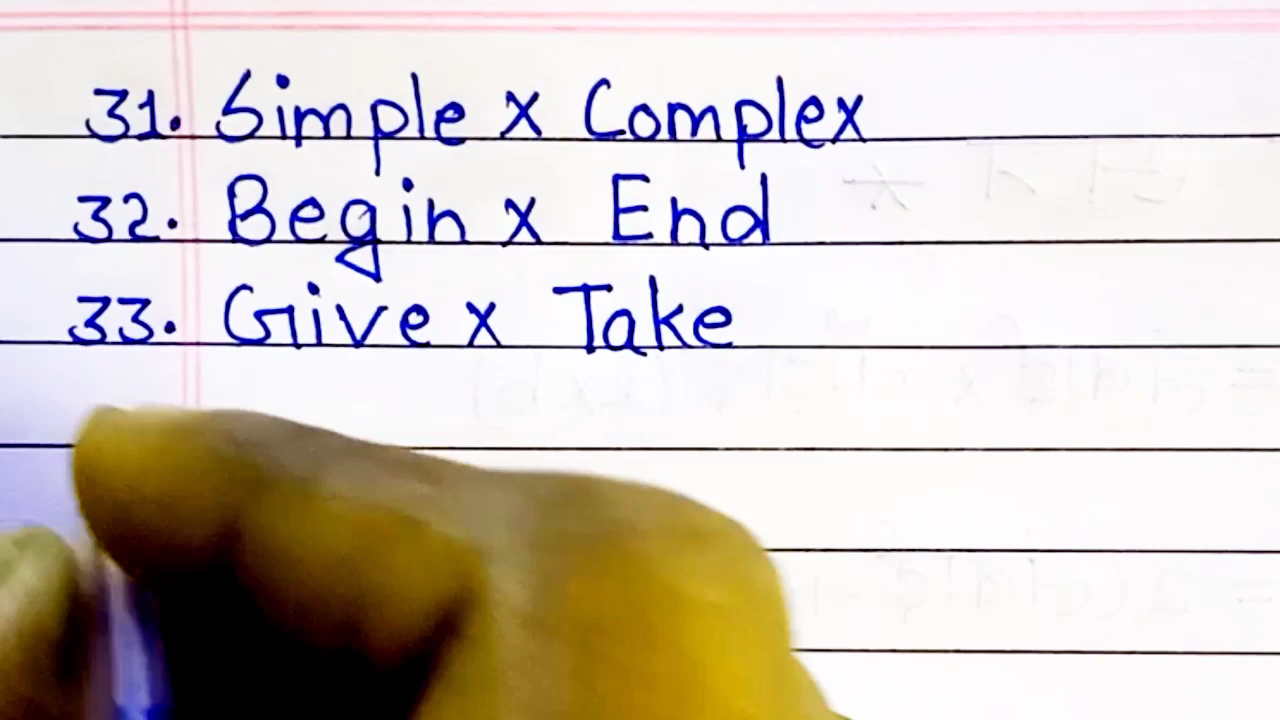 31. Simple x Complex
32. Begin x End
33. Give x Take